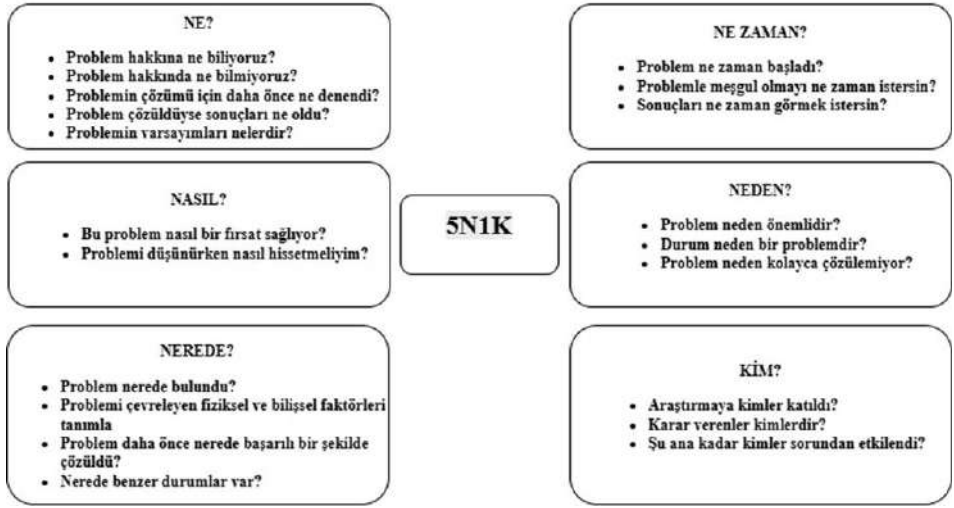 NE?
• Problem hakkına ne biliyoruz?
• Problem hakkında ne bilmiyoruz?
• Problemin çözümü için daha önce ne denendi?
• Problem çözüldüyse sonuçları ne oldu?
• Problemin varsayımları nelerdir?
NE ZAMAN?
• Problem ne zaman başladı?
• Problemle meşgul olmayı ne zaman istersin?
• Sonuçları ne zaman görmek istersin?
NASIL?
• Bu problem nasıl bir fırsat sağlıyor?
• Problemi düşünürken nasıl hissetmeliyim?
5N1K
NEDEN?
• Problem neden önemlidir?
• Durum neden bir problemdir?
• Problem neden kolayca çözülemiyor?
NEREDE?
• Problem nerede bulundu?
• Problemi çevreleyen fiziksel ve bilişsel faktörleri
tanımla
• Problem daha önce nerede başarılı bir şekilde
çözüldü?
• Nerede benzer durumlar var?
KİM?
• Araştırmaya kimler katıldı?
• Karar verenler kimlerdir?
• Şu ana kadar kimler sorundan etkilendi?